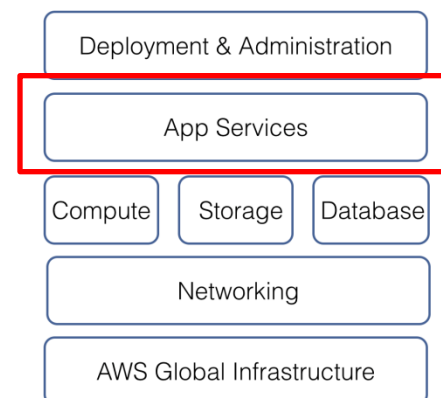 Deployment & Administration
App Services
Compute Storage Database
Networking
AWS Global Infrastructure